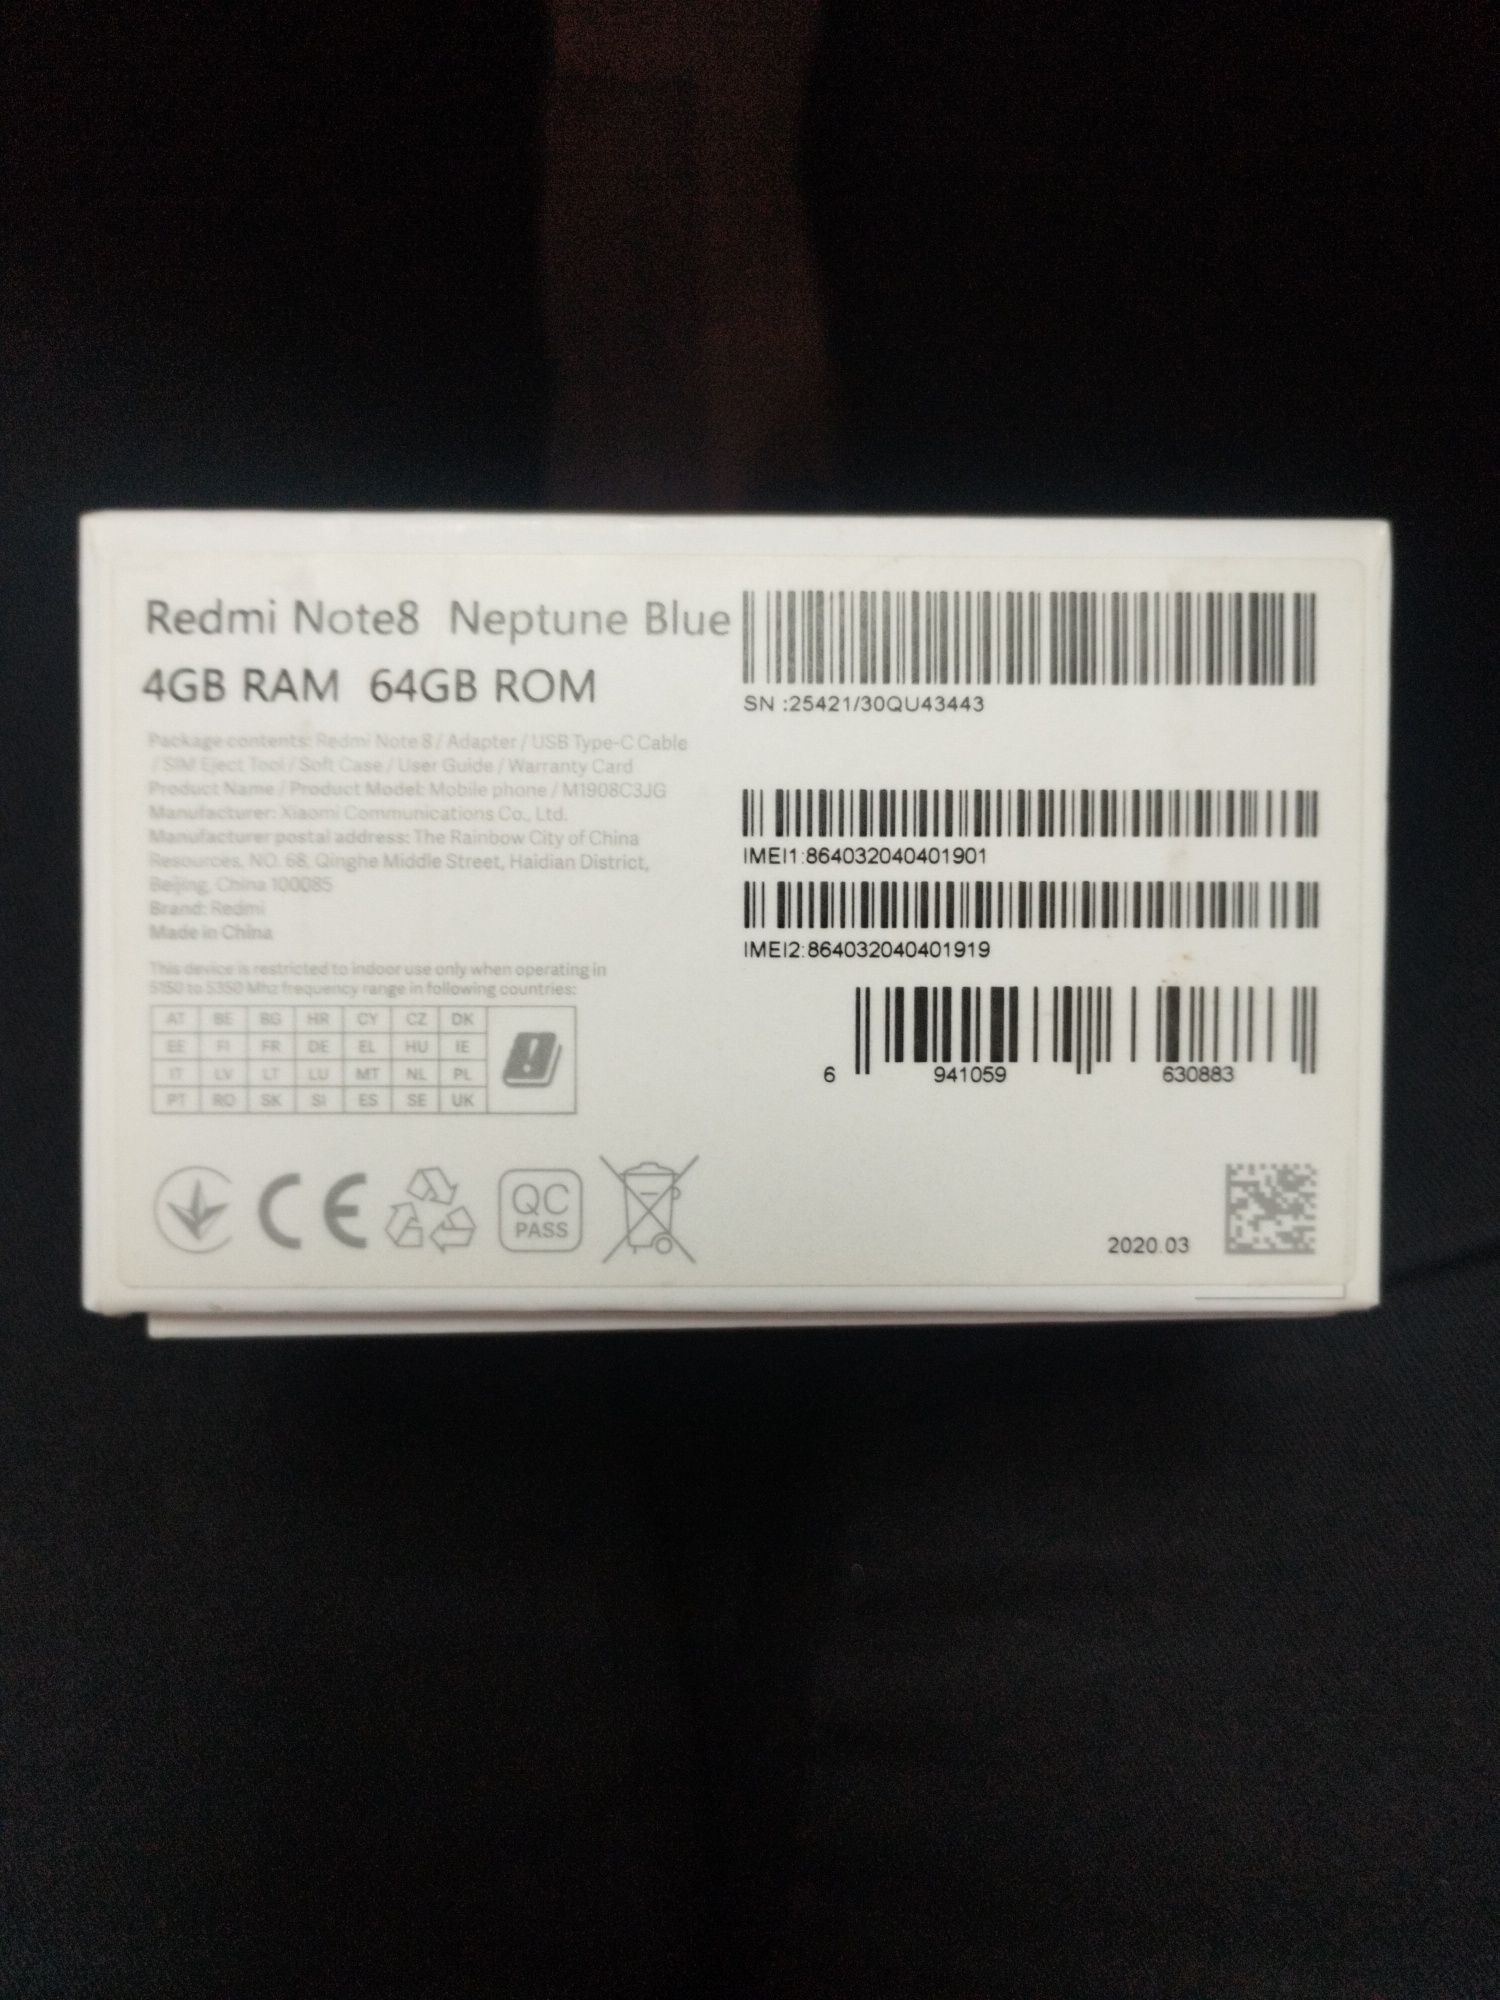 Redmi Note8 Neptune Blue
4GB RAM 64GB ROM
Package contents: Redmi Note 8 / Adapter / USB Type-C Cable
/ SIM Eject Tool / Soft Case / User Guide / Warranty Card
Product Name / Product Model: Mobile phone / M1908C3JG
Manufacturer: Xiaomi Communications Co., Ltd.
Manufacturer postal address: The Rainbow City of China
Resources, NO. 68, Qinghe Middle Street, Haidian District,
Beijing, China 100085
Brand: Redmi
Made in China
This device is restricted to indoor use only when operating in
5150 to 5350 Mhz frequency range in following countries:
AT BE BG HR CY CZ DK
EE FI FR DE EL HU IE
IT LV LT LU MT NL PL
PT RO SK SI ES SE UK
CE
QC
PASS
SN :25421/30QU43443
IMEI1:864032040401901
IMEI2:864032040401919
6 941059 630883
2020.03